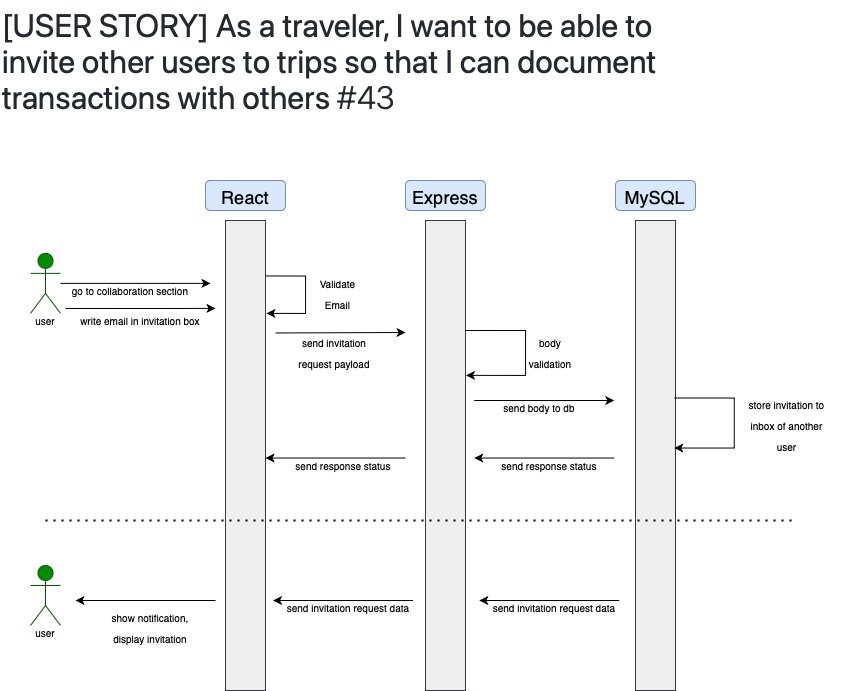 [USER STORY] As a traveler, I want to be able to
invite other users to trips so that I can document
transactions with others #43
React
Express
MySQL
user
go to collaboration section
write email in invitation box
Validate
Email
send invitation
request payload
body
validation
send body to db
store invitation to
inbox of another
user
send response status
send response status
user
show notification,
display invitation
send invitation request data
send invitation request data